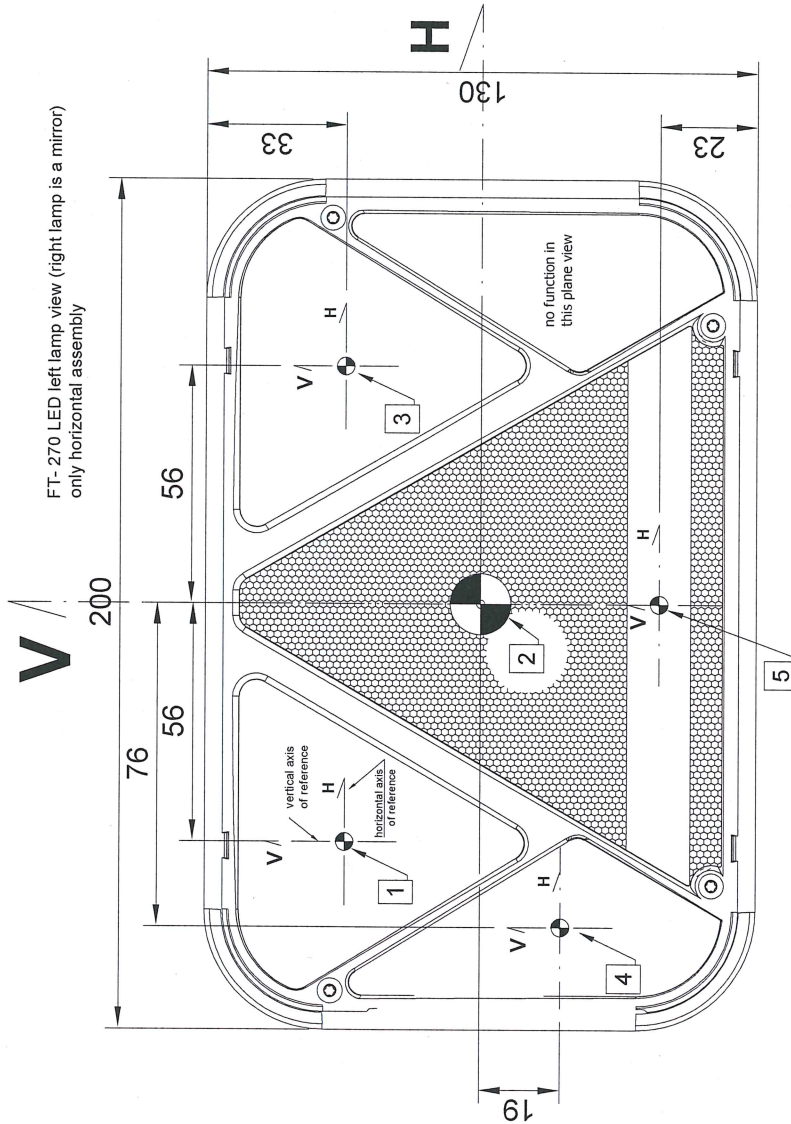 FT- 270 LED left lamp view (right lamp is a mirror)
only horizontal assembly
V
200
76
56
56
33
H
130
vertical axis
of reference
V
H
horizontal axis
of reference
1
V
H
3
2
no function in
this plane view
V
H
4
19
V
H
5
23